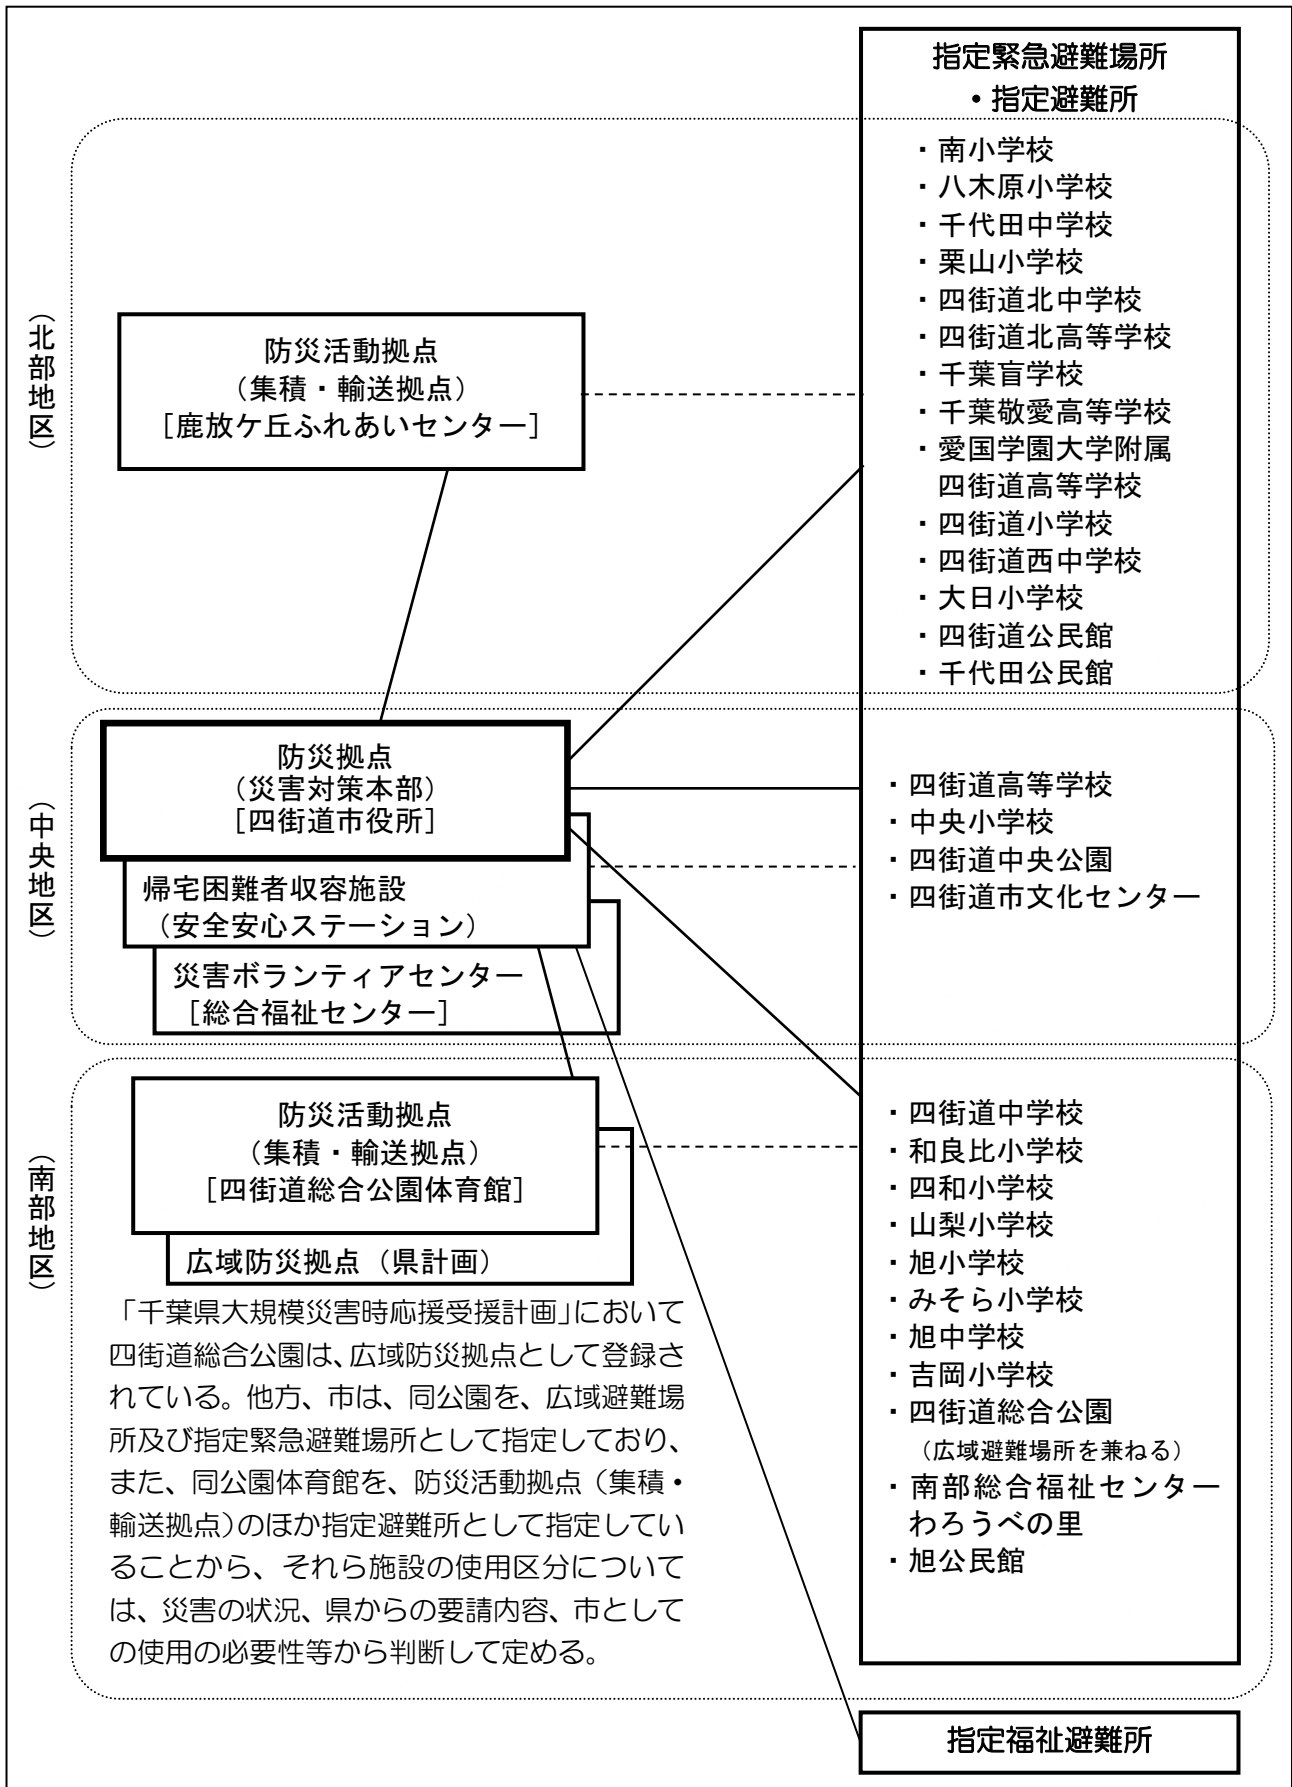 指定緊急避難場所
・指定避難所
（北部地区）
防災活動拠点
（集積・輸送拠点）
［鹿放ケ丘ふれあいセンター］
・南小学校
・八木原小学校
・千代田中学校
・栗山小学校
・四街道北中学校
・四街道北高等学校
・千葉盲学校
・千葉敬愛高等学校
・愛国学園大学附属
四街道高等学校
・四街道小学校
・四街道西中学校
・大日小学校
・四街道公民館
・千代田公民館
（中央地区）
防災拠点
（災害対策本部）
［四街道市役所］
帰宅困難者収容施設
（安全安心ステーション）
災害ボランティアセンター
［総合福祉センター］
・四街道高等学校
・中央小学校
・四街道中央公園
・四街道市文化センター
（南部地区）
防災活動拠点
（集積・輸送拠点）
［四街道総合公園体育館］
広域防災拠点（県計画）
「千葉県大規模災害時応援受援計画」において
四街道総合公園は、広域防災拠点として登録さ
れている。他方、市は、同公園を、広域避難場
所及び指定緊急避難場所として指定しており、
また、同公園体育館を、防災活動拠点（集積・
輸送拠点）のほか指定避難所として指定してい
ることから、それら施設の使用区分について
は、災害の状況、県からの要請内容、市として
の使用の必要性等から判断して定める。
・四街道中学校
・和良比小学校
・四和小学校
・山梨小学校
・旭小学校
・みそら小学校
・旭中学校
・吉岡小学校
・四街道総合公園
（広域避難場所を兼ねる）
・南部総合福祉センター
わろうべの里
・旭公民館
指定福祉避難所